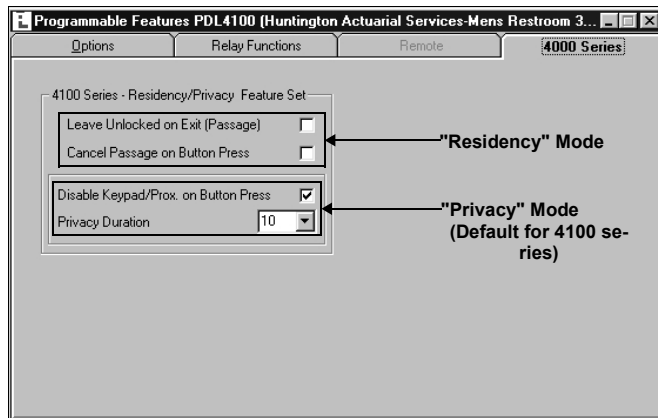 Programmable Features PDL4100 (Huntington Actuarial Services-Mens Restroom 3...
Options
Relay Functions
Remote
4000 Series
4100 Series - Residency/Privacy Feature Set
Leave Unlocked on Exit (Passage)
Cancel Passage on Button Press
"Residency" Mode
Disable Keypad/Prox. on Button Press
Privacy Duration
10
"Privacy" Mode
(Default for 4100 se-
ries)